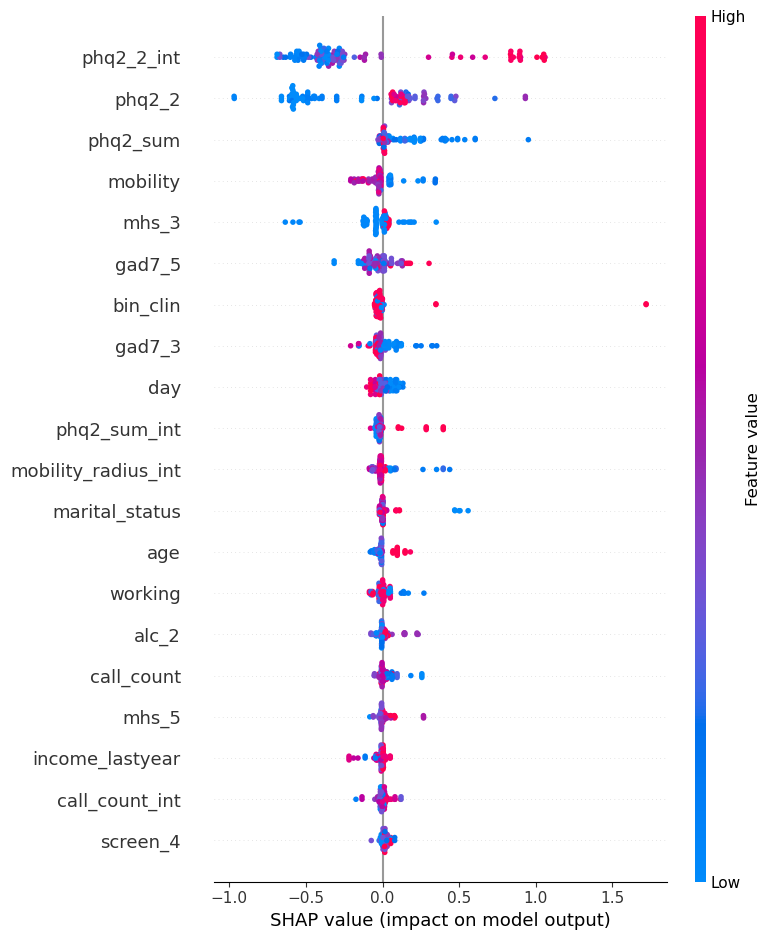 High
phq2_2_int
phq2_2
phq2_sum
mobility
mhs_3
gad7_5
bin_clin
gad7_3
day
phq2_sum_int
mobility_radius_int
marital_status
age
working
alc_2
call_count
mhs_5
income_lastyear
call_count_int
screen_4
Feature value
Low
−1.0 −0.5 0.0 0.5 1.0 1.5
SHAP value (impact on model output)